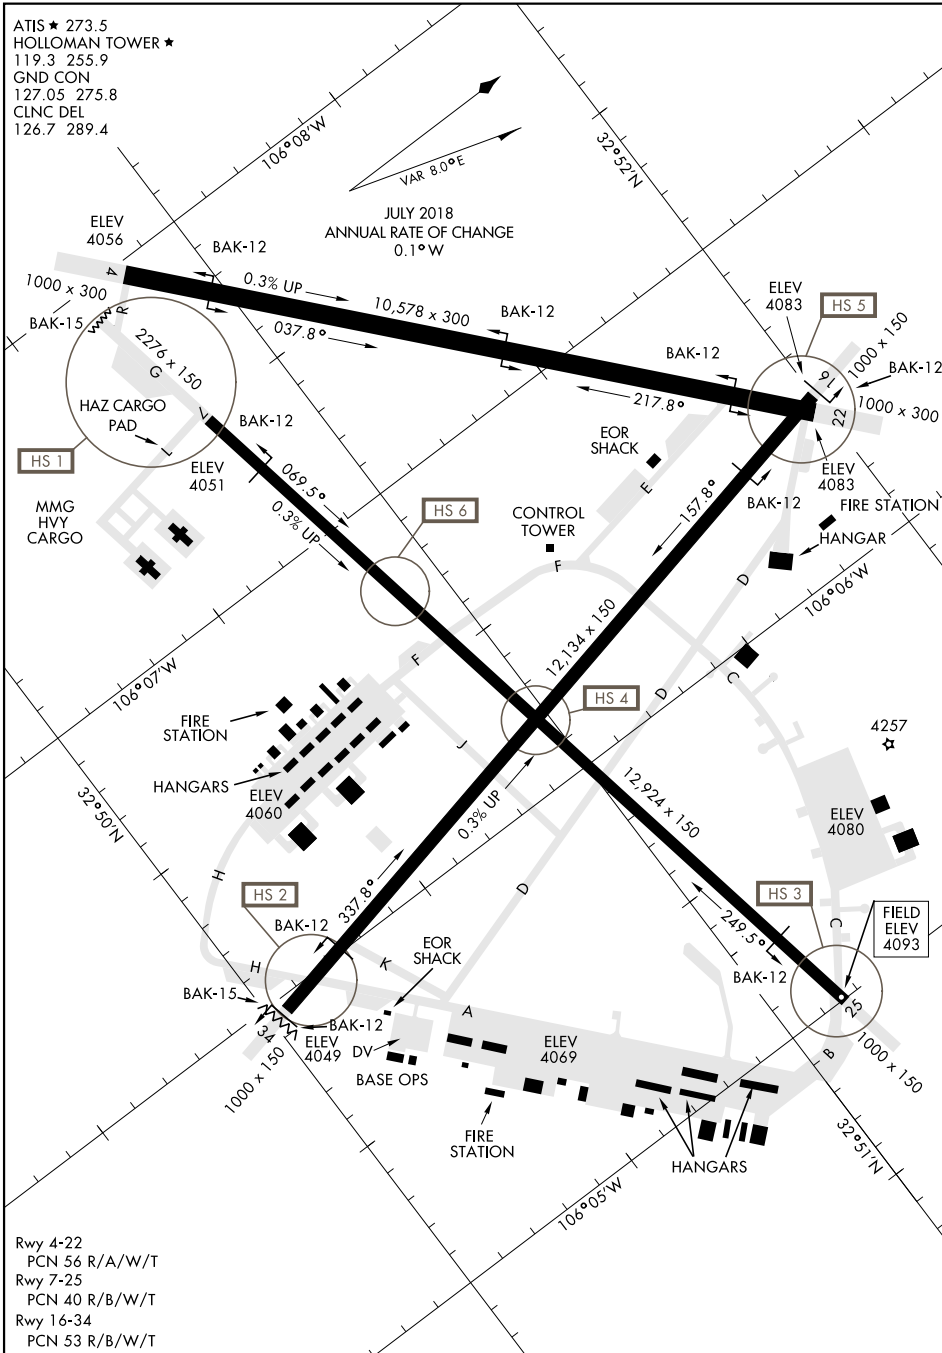 ATIS ★ 273.5
HOLLOMAN TOWER ★
119.3 255.9
GND CON
127.05 275.8
CLNC DEL
126.7 289.4
106°08'W
32°52'N
VAR 8.0°E
JULY 2018
ANNUAL RATE OF CHANGE
0.1° W
ELEV
4056
BAK-12
4
1000 x 300
0.3% UP
10,578 x 300
037.8°
BAK-12
ELEV
4083
HS 5
1000 x 150
BAK-15
R
2276 x 150
G
BAK-12
16
BAK-12
217.8°
22
1000 x 300
HAZ CARGO
PAD
7
L
BAK-12
HS 1
ELEV
4051
069.5°
0.3% UP
EOR
SHACK
E
157.8°
BAK-12
ELEV
4083
FIRE STATION
HANGAR
MMG
HVY
CARGO
HS 6
CONTROL
TOWER
F
D
106°06'W
106°07'W
F
12,134 x 150
D
C
HS 4
FIRE
STATION
J
4257
HANGARS
ELEV
4060
0.3% UP
12,924 x 150
ELEV
4080
32°50'N
H
HS 2
337.8°
D
HS 3
249.5°
C
FIELD
ELEV
4093
BAK-12
EOR
SHACK
H
K
BAK-12
BAK-15
A
25
34
BAK-12
ELEV
4049
DV
BASE OPS
ELEV
4069
B
1000 x 150
1000 x 150
FIRE
STATION
HANGARS
32°51'N
106°05'W
Rwy 4-22
PCN 56 R/A/W/T
Rwy 7-25
PCN 40 R/B/W/T
Rwy 16-34
PCN 53 R/B/W/T